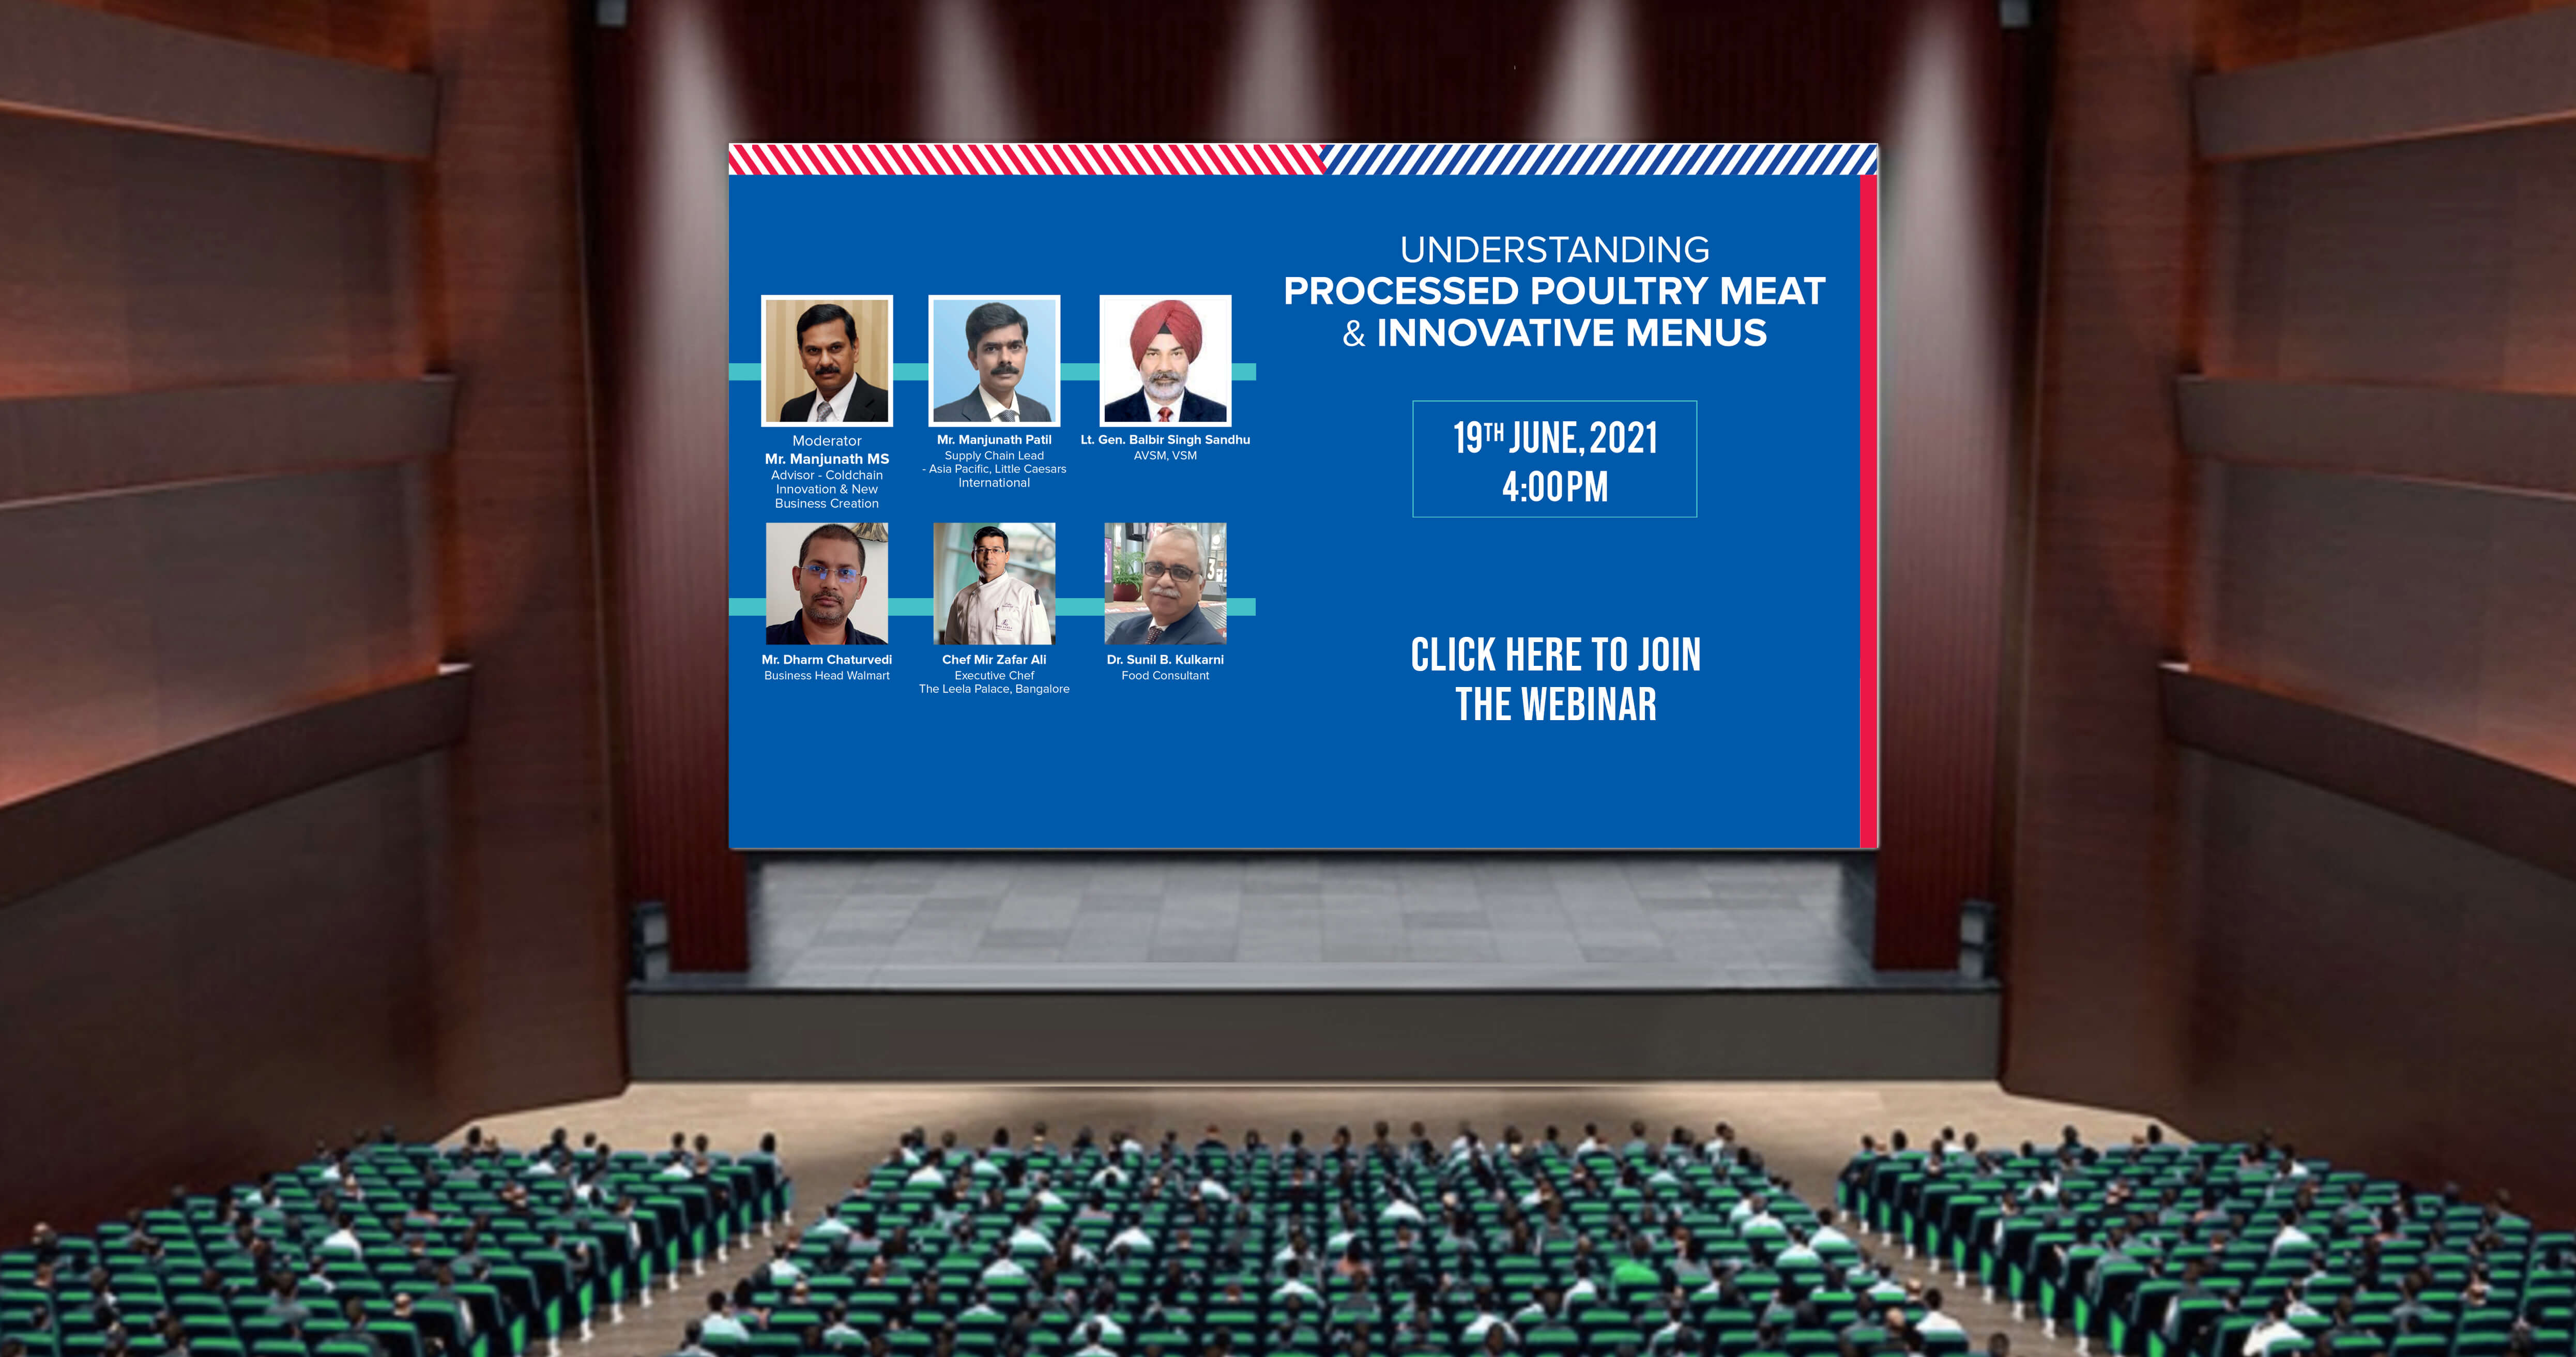 UNDERSTANDING
PROCESSED POULTRY MEAT
& INNOVATIVE MENUS
19TH JUNE, 2021
4:00 PM
CLICK HERE TO JOIN
THE WEBINAR
Moderator
Mr. Manjunath MS
Advisor - Coldchain
Innovation & New
Business Creation
Mr. Manjunath Patil
Supply Chain Lead
- Asia Pacific, Little Caesars
International
Lt. Gen. Balbir Singh Sandhu
AVSM, VSM
Mr. Dharm Chaturvedi
Business Head Walmart
Chef Mir Zafar Ali
Executive Chef
The Leela Palace, Bangalore
Dr. Sunil B. Kulkarni
Food Consultant